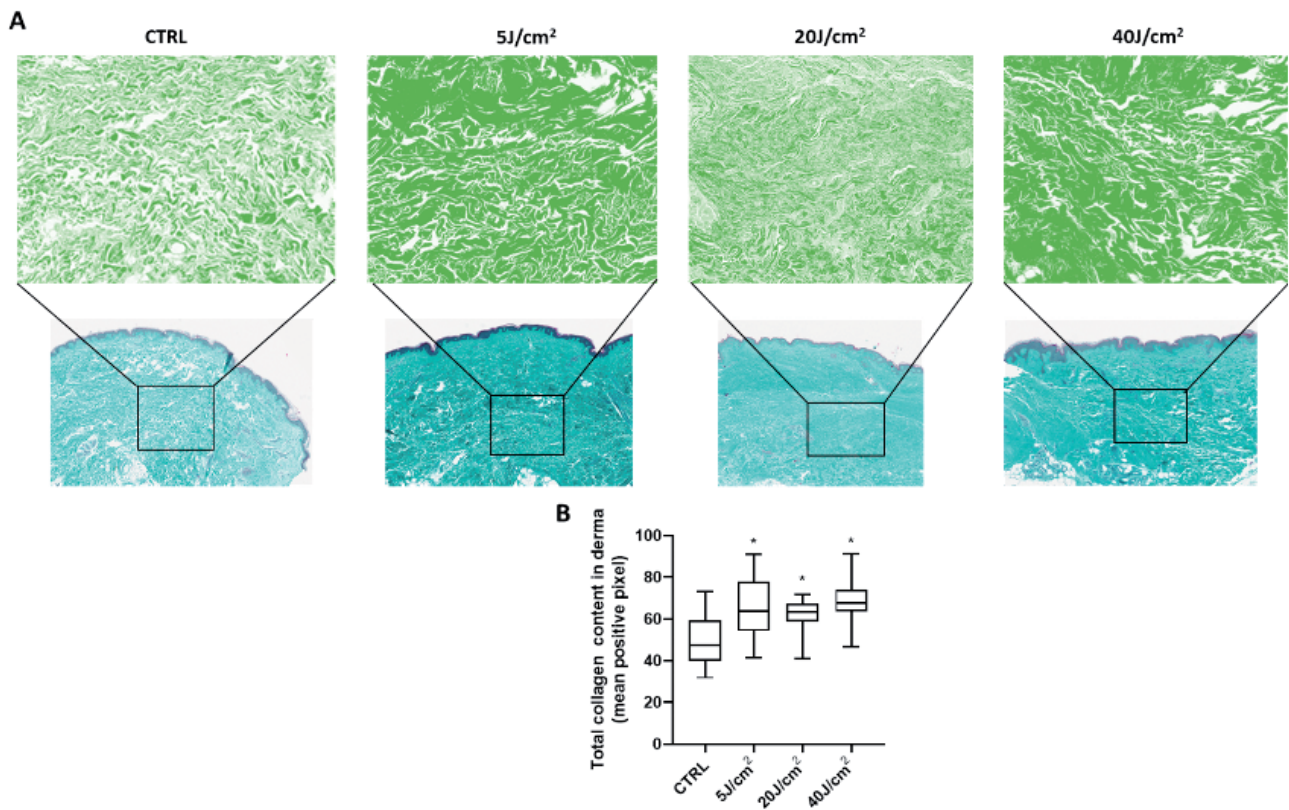 A
CTRL
5J/cm²
20J/cm²
40J/cm²
B
Total collagen content in derma
(mean positive pixel)
100
80
60
40
20
0
*
*
*
CTRL
5J/cm²
20J/cm²
40J/cm²